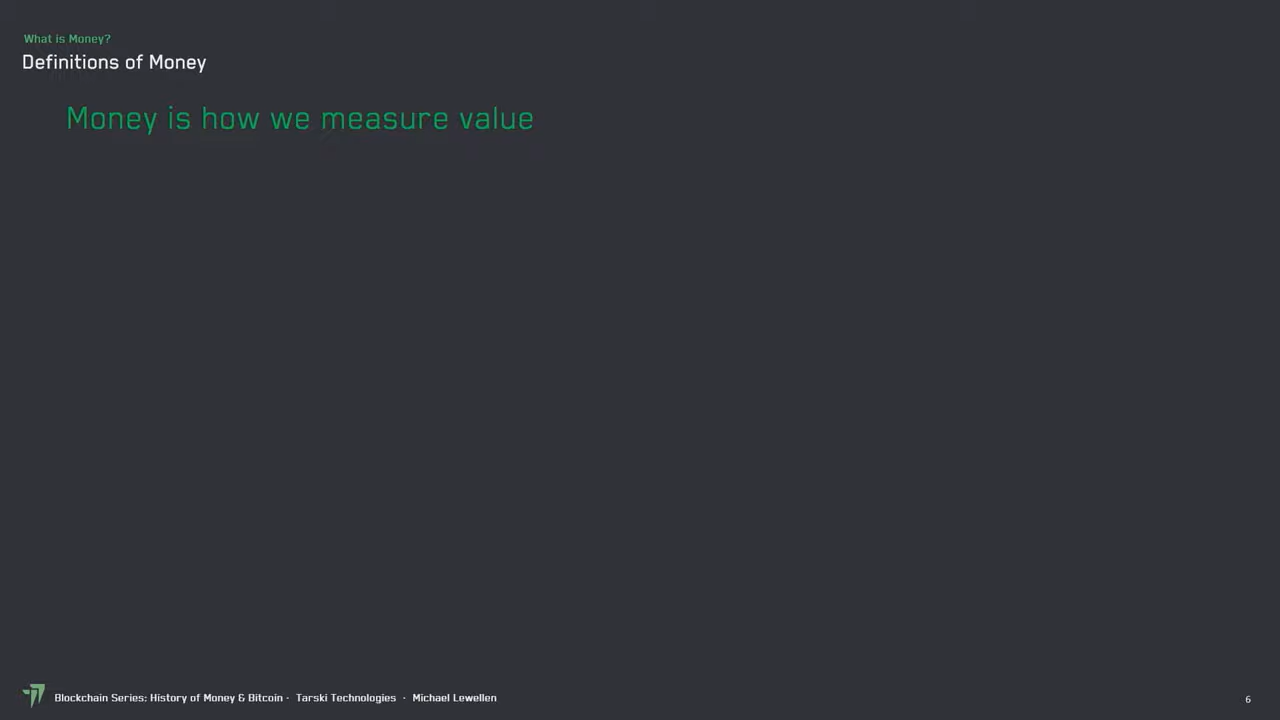 What is Money?
Definitions of Money
Money is how we measure value
Blockchain Series: History of Money & Bitcoin · Tarski Technologies · Michael Lewellen
6